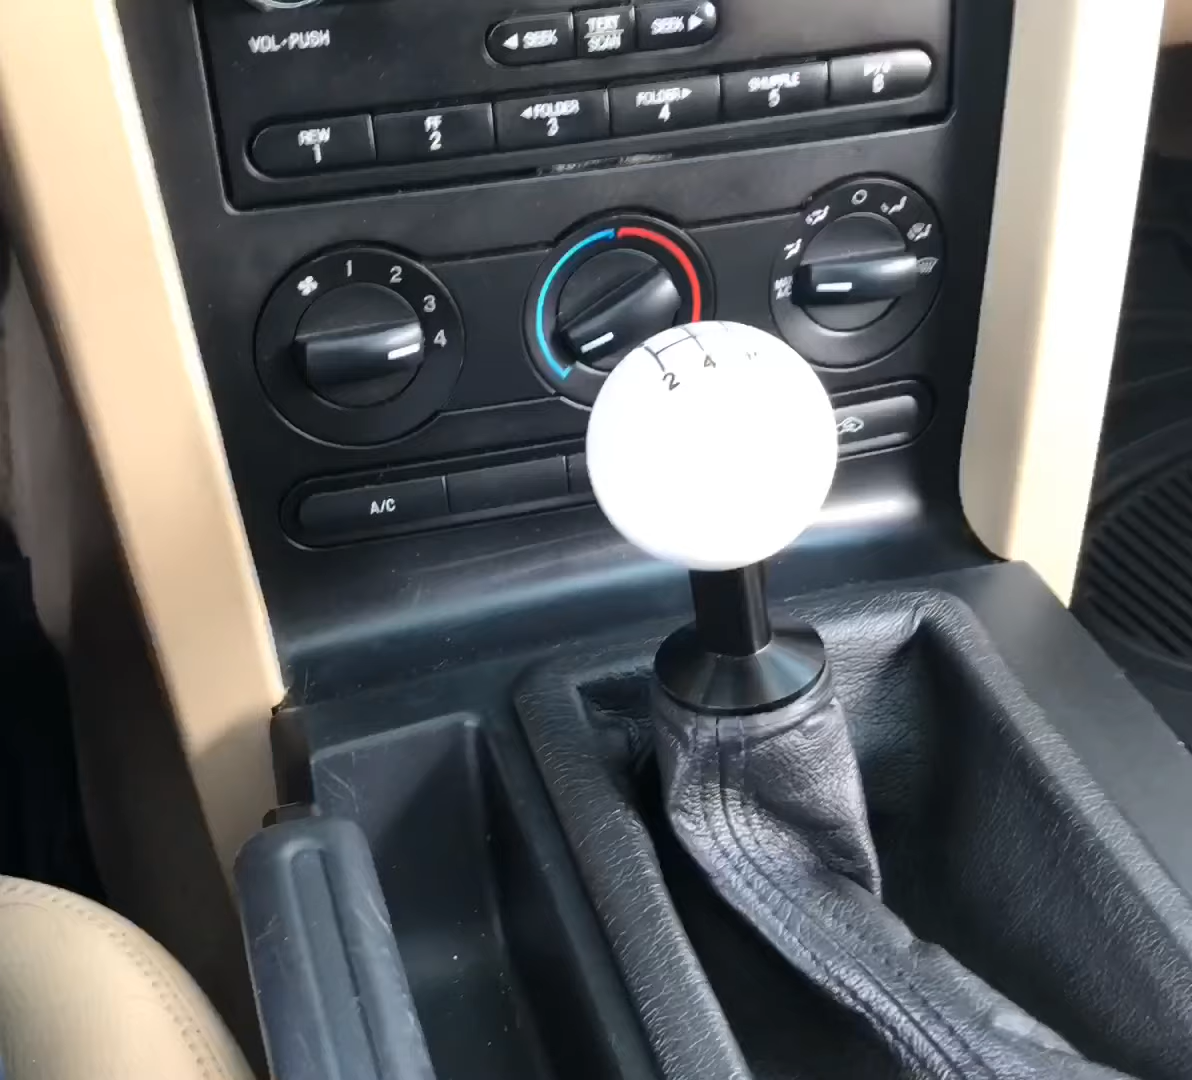 VOL-PUSH
◄ SEEK
TEXT
SCAN
SEEK ►
REW
1
FF
2
◄FOLDER
3
FOLDER►
4
SHUFFLE
5
6
1
2
3
4
MAX
A/C
2 4
A/C